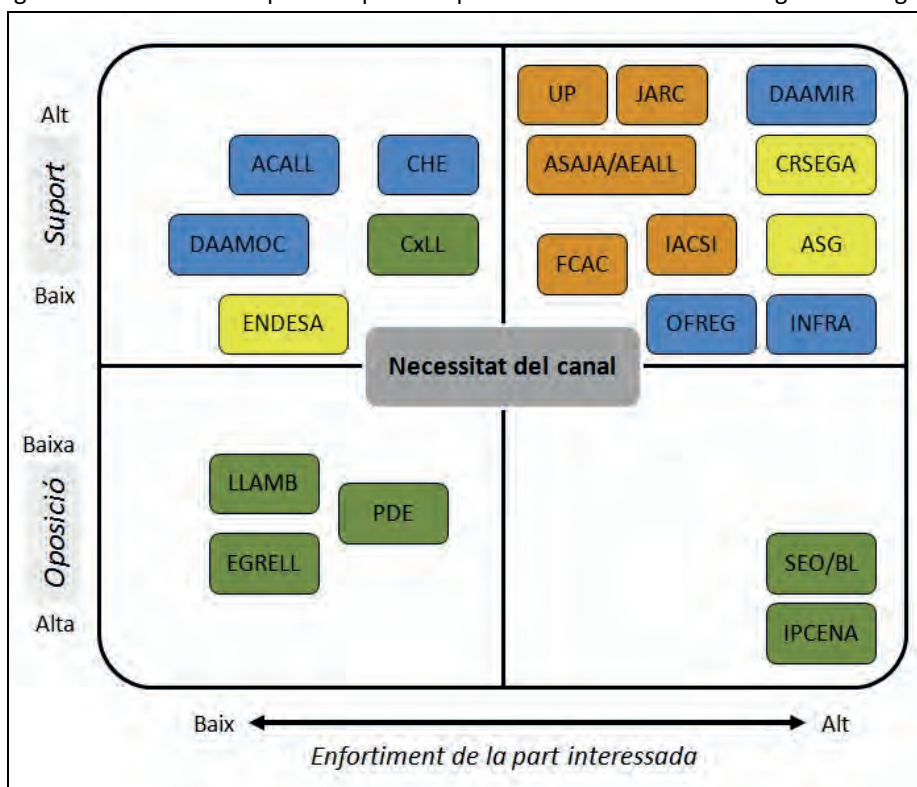 Alt
Suport
Baix
UP
JARC
DAAMIR
ACALL
CHE
ASAJA/AEALL
CRSEGA
DAAMOC
CxLL
FCAC
IACSI
ASG
ENDESA
OFREG
INFRA
Necessitat del canal
Baixa
Oposició
Alta
LLAMB
PDE
EGRELL
SEO/BL
IPCENA
Baix
Alt
Enfortiment de la part interessada